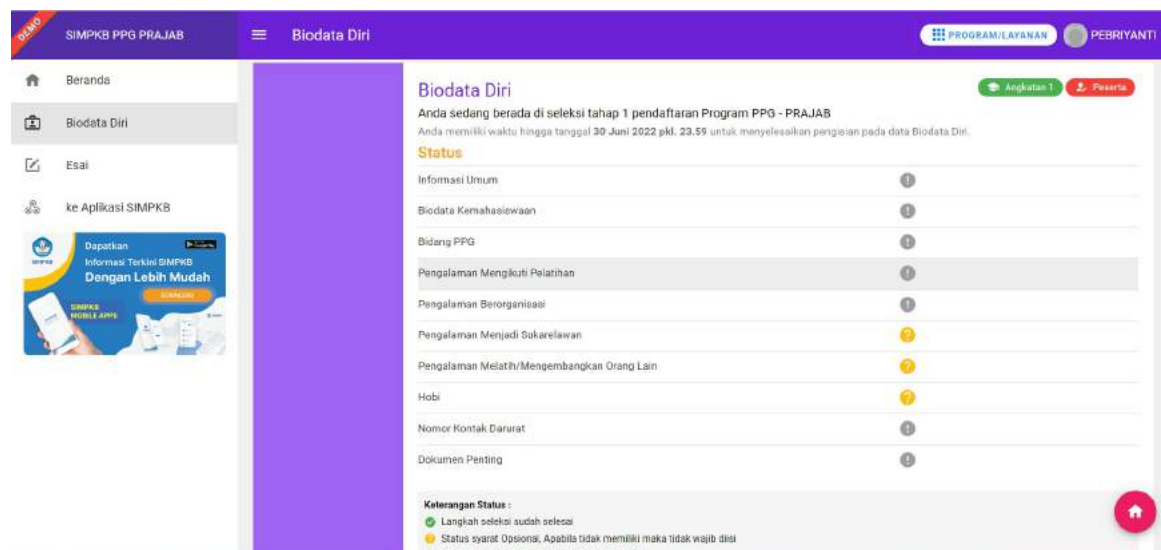 DEMO
SIMPKB PPG PRAJAB
Biodata Diri
PROGRAM/LAYANAN
PEBRIYANTI
Beranda
Biodata Diri
Esai
ke Aplikasi SIMPKB
Dapatkan
Informasi Terkini SIMPKB
Dengan Lebih Mudah
DOWNLOAD
SIMPKB
MOBILE APPS
Biodata Diri
Angkatan 1
Peserta
Anda sedang berada di seleksi tahap 1 pendaftaran Program PPG - PRAJAB
Anda memiliki waktu hingga tanggal 30 Juni 2022 pkl. 23.59 untuk menyelesaikan pengisian pada data Biodata Diri.
Status
Informasi Umum
Biodata Kemahasiswaan
Bidang PPG
Pengalaman Mengikuti Pelatihan
Pengalaman Berorganisasi
Pengalaman Menjadi Sukarelawan
Pengalaman Melatih/Mengembangkan Orang Lain
Hobi
Nomor Kontak Darurat
Dokumen Penting
Keterangan Status :
Langkah seleksi sudah selesai
Status syarat Opsional, Apabila tidak memiliki maka tidak wajib diisi